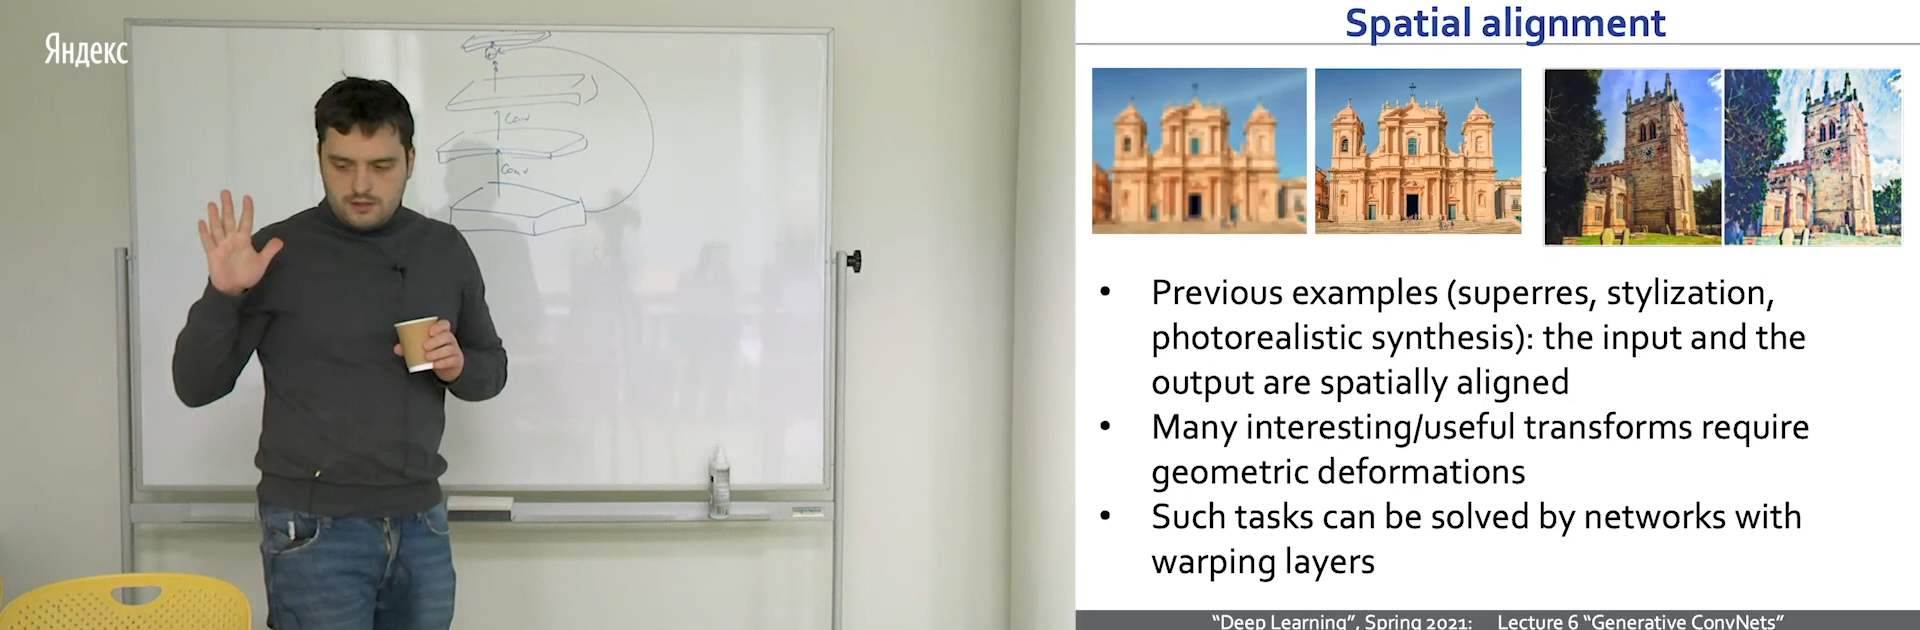 Яндекс
Conv
Conv
Spatial alignment
• Previous examples (superres, stylization,
photorealistic synthesis): the input and the
output are spatially aligned
• Many interesting/useful transforms require
geometric deformations
• Such tasks can be solved by networks with
warping layers
“Deep Learning”, Spring 2021: Lecture 6 “Generative ConvNets”